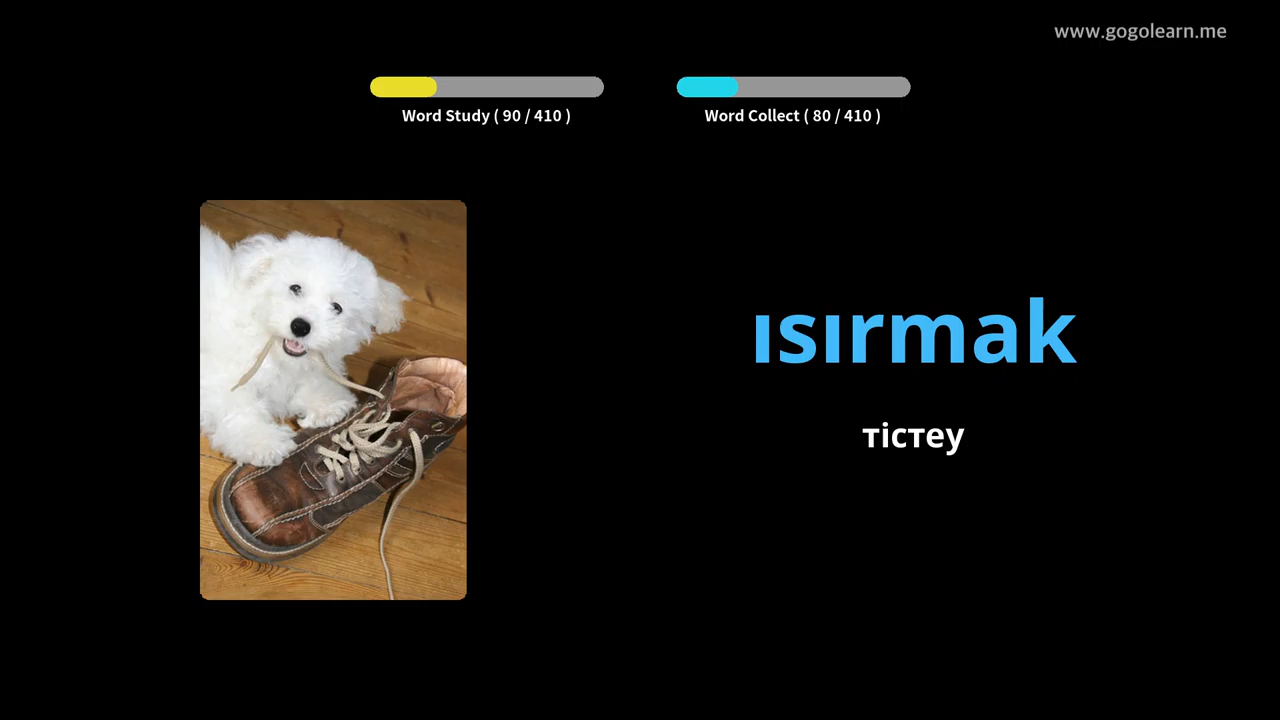 www.gogolearn.me
Word Study ( 90 / 410 )
Word Collect ( 80 / 410 )
ısırmak
тістеу